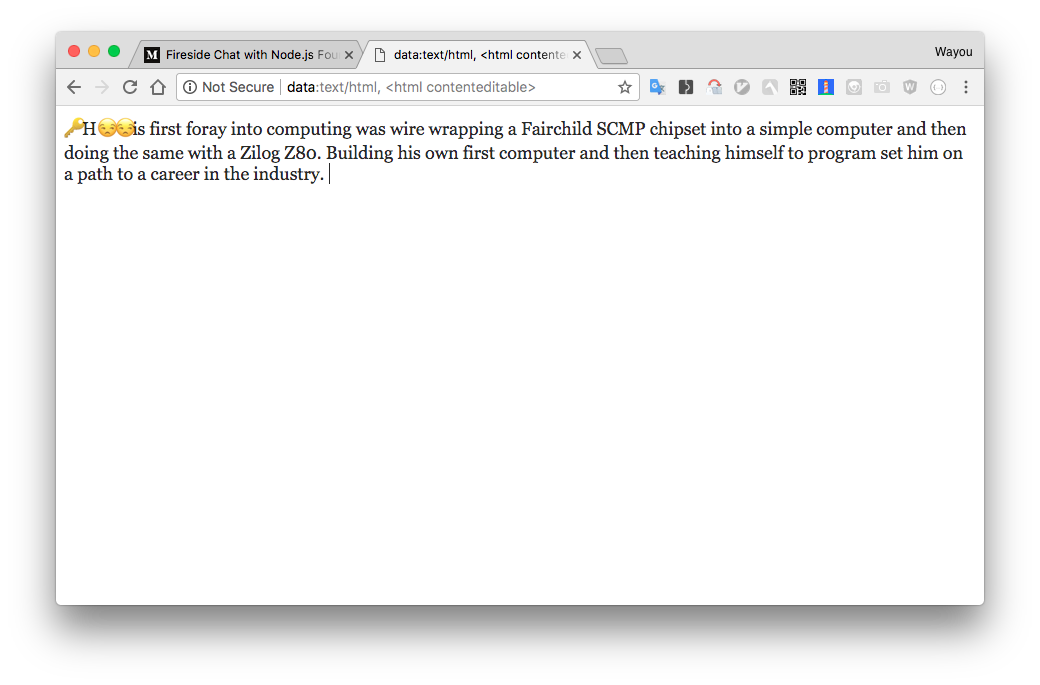 Fireside Chat with Node.js Fou
data:text/html, <html contente
Wayou
Not Secure
data:text/html, <html contenteditable>
🔑H😒😒is first foray into computing was wire wrapping a Fairchild SCMP chipset into a simple computer and then
doing the same with a Zilog Z80. Building his own first computer and then teaching himself to program set him on
a path to a career in the industry.